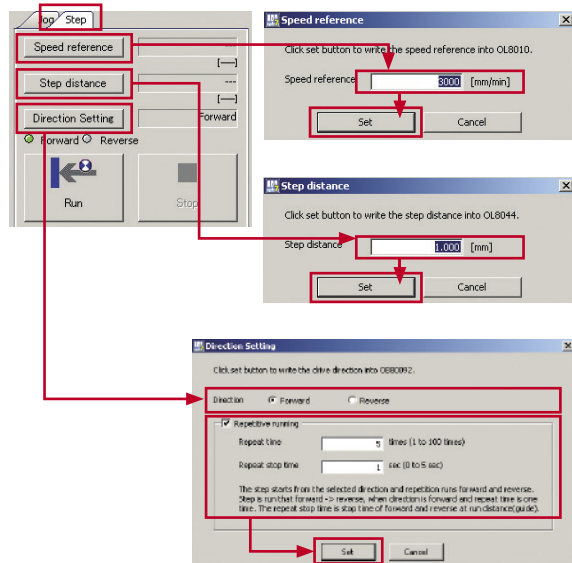 Jog Step
Speed reference
---
[---]
Step distance
---
[---]
Direction Setting
Forward
Forward Reverse
Run
Stop
Speed reference
Click set button to write the speed reference into OL8010.
Speed reference 3000 [mm/min]
Set Cancel
Step distance
Click set button to write the step distance into OL8044.
Step distance 1.000 [mm]
Set Cancel
Direction Setting
Click set button to write the drive direction into OB80092.
Direction Forward Reverse
Repetitive running
Repeat time 5 times (1 to 100 times)
Repeat stop time 1 sec (0 to 5 sec)
The step starts from the selected direction and repetition runs forward and reverse.
Step is run that forward -> reverse, when direction is forward and repeat time is one
time. The repeat stop time is stop time of forward and reverse at run distance(guide).
Set Cancel